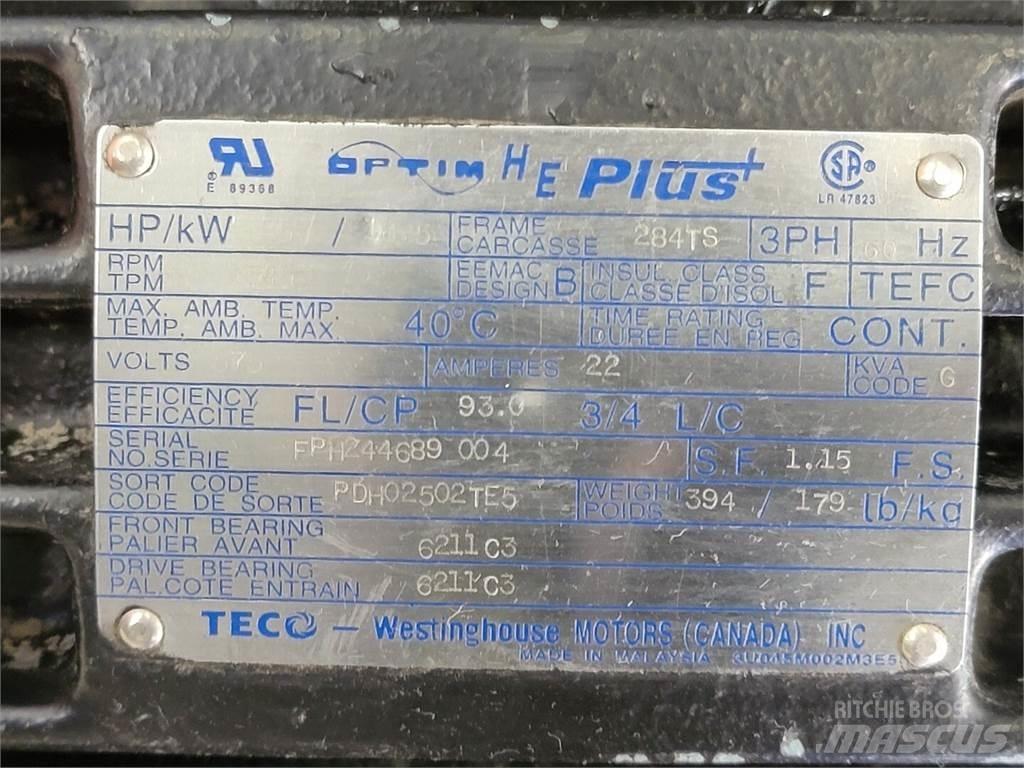 RU ® OPTIM HE Plus+ SA ®
E 89368 LR 47823
HP/kW / FRAME CARCASSE 284TS 3PH 60 Hz
RPM TPM EEMAC DESIGN B INSUL. CLASS CLASSE D'ISOL F TEFC
MAX. AMB. TEMP. TEMP. AMB. MAX. 40°C TIME RATING DUREE EN REG CONT.
VOLTS AMPERES 22 KVA CODE G
EFFICIENCY EFFICACITE FL/CP 93.0 3/4 L/C
SERIAL NO.SERIE FPHZ44689 004 S.F. 1.15 F.S.
SORT CODE CODE DE SORTE PDH02502TE5 WEIGHT POIDS 394 / 179 lb/kg
FRONT BEARING PALIER AVANT 6211C3
DRIVE BEARING PAL.COTE ENTRAIN 6211C3
TECO - Westinghouse MOTORS (CANADA) INC
MADE IN MALAYSIA 3U045M002M3E5
RITCHIE BROS.
MASCUS